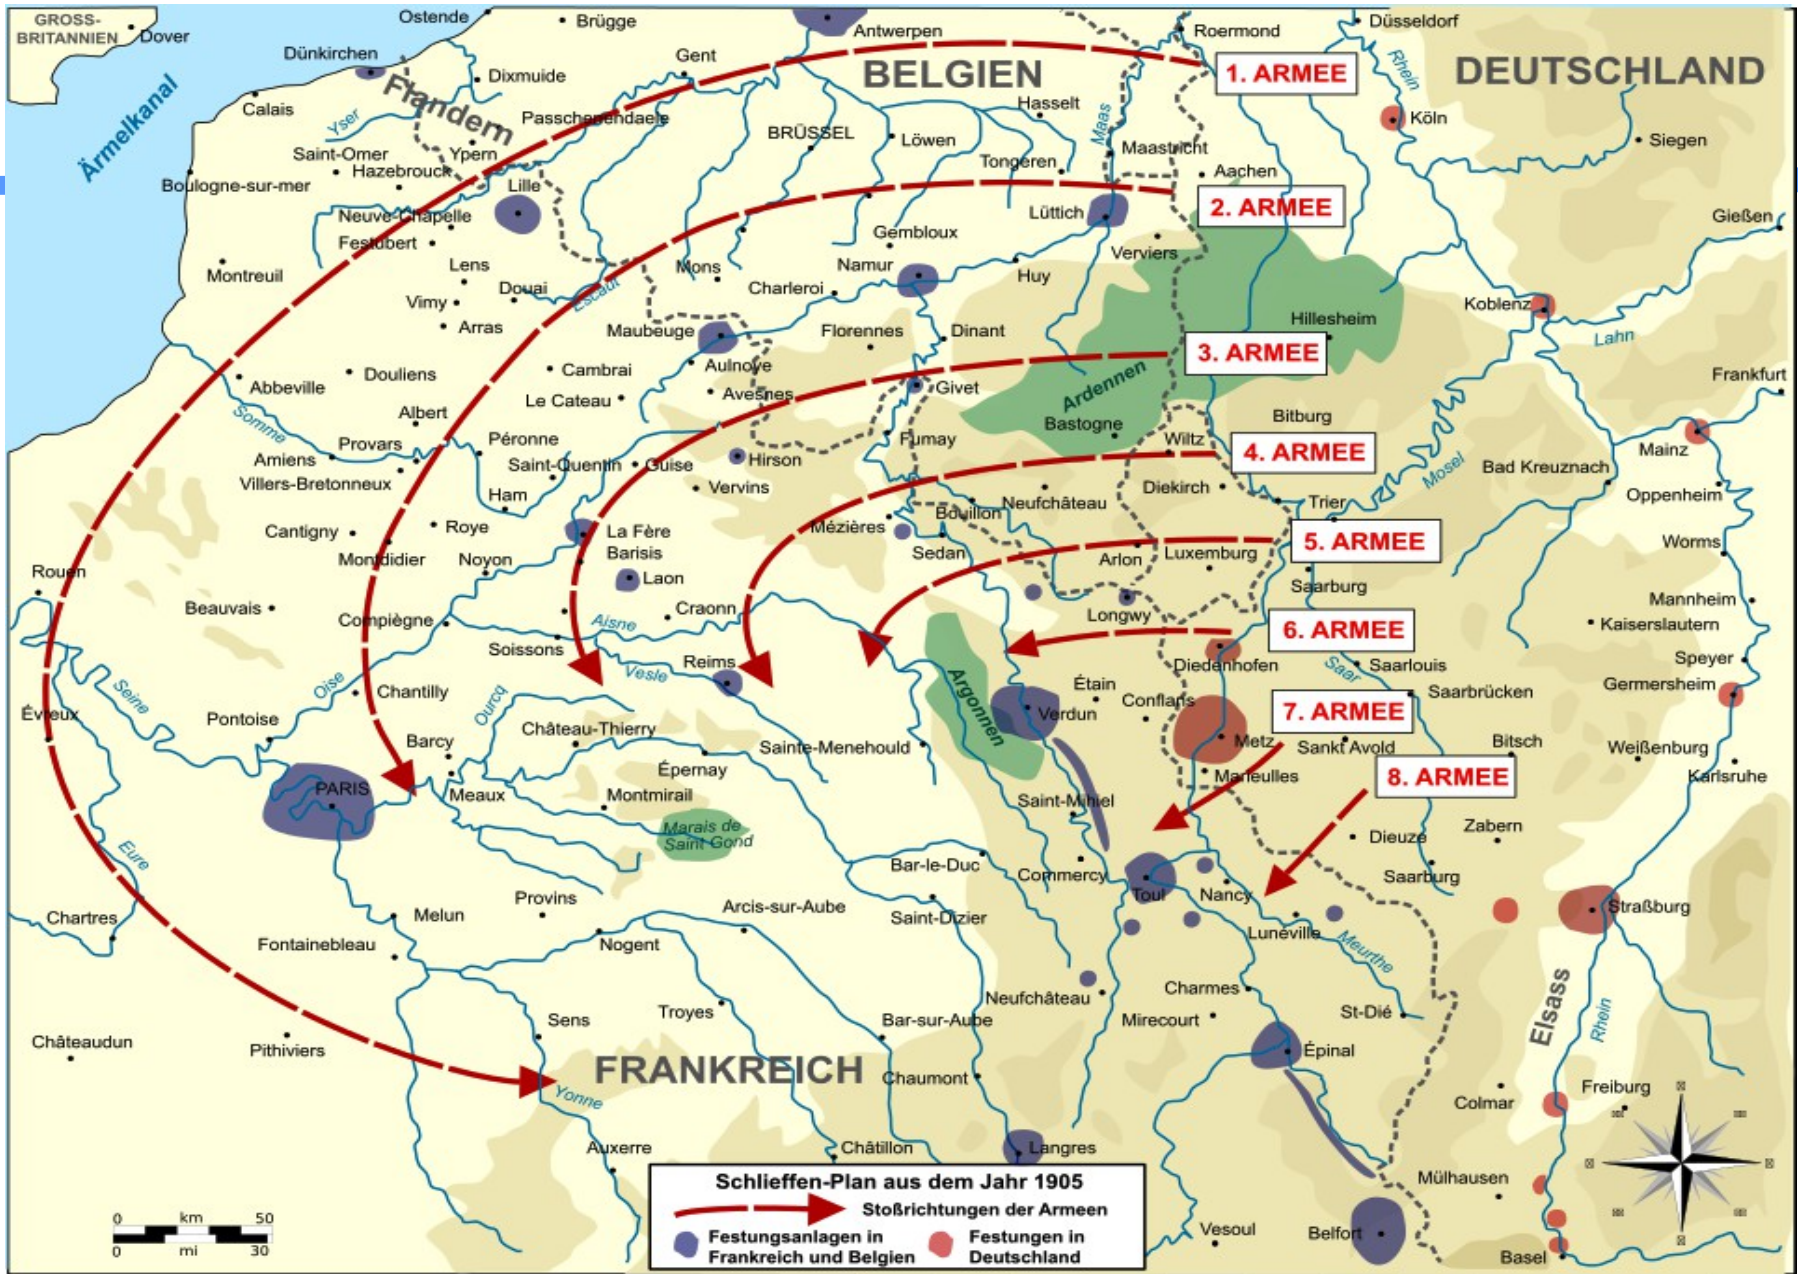 GROSS-
BRITANNIEN
Dover
Ostende
Brügge
Antwerpen
Roermond
Düsseldorf
Dünkirchen
Gent
BELGIEN
1. ARMEE
Rhein
DEUTSCHLAND
Dixmuide
Flandern
Calais
Ärmelkanal
Yser
Passchenendaele
Hasselt
Maas
Köln
BRÜSSEL
Löwen
Siegen
Saint-Omer
Ypern
Tongeren
Maastricht
Hazebrouck
Aachen
Boulogne-sur-mer
Lille
2. ARMEE
Neuve-Chapelle
Lüttich
Gießen
Festubert
Gembloux
Verviers
Montreuil
Lens
Mons
Namur
Huy
Douai
Escaut
Charleroi
Vimy
Koblenz
Arras
Maubeuge
Florennes
Dinant
Hillesheim
Lahn
3. ARMEE
Aulnoye
Cambrai
Ardennen
Abbeville
Douliens
Avesnes
Givet
Frankfurt
Le Cateau
Somme
Albert
Bastogne
Bitburg
Provars
Péronne
Fumay
Wiltz
4. ARMEE
Mainz
Amiens
Saint-Quentin
Guise
Hirson
Mosel
Bad Kreuznach
Villers-Bretonneux
Vervins
Diekirch
Ham
Neufchâteau
Oppenheim
Trier
Bouillon
Cantigny
Roye
La Fère
Mézières
5. ARMEE
Montdidier
Noyon
Barisis
Sedan
Arlon
Luxemburg
Worms
Rouen
Laon
Saarburg
Beauvais
Craonn
Longwy
Mannheim
Compiègne
Aisne
6. ARMEE
Kaiserslautern
Soissons
Reims
Diedenhofen
Saar
Saarlouis
Speyer
Vesle
Argonnen
Étain
Seine
Oise
Chantilly
Ourcq
Conflans
Saarbrücken
Germersheim
Évreux
Pontoise
Château-Thierry
Verdun
7. ARMEE
Barcy
Sainte-Menehould
Metz
Sankt Avold
Bitsch
Weißenburg
Épernay
Marieulles
8. ARMEE
Karlsruhe
PARIS
Meaux
Montmirail
Saint-Mihiel
Marais de
Saint Gond
Dieuze
Zabern
Eure
Bar-le-Duc
Commercy
Saarburg
Toul
Nancy
Chartres
Melun
Provins
Arcis-sur-Aube
Saint-Dizier
Straßburg
Fontainebleau
Nogent
Lunéville
Meurthe
Troyes
Neufchâteau
Charmes
Elsass
Rhein
Châteaudun
Pithiviers
Sens
Bar-sur-Aube
Mirecourt
St-Dié
FRANKREICH
Chaumont
Épinal
Yonne
Colmar
Freiburg
Auxerre
Châtillon
Langres
Mülhausen
Vesoul
Belfort
Basel
0 km 50
0 mi 30
Schlieffen-Plan aus dem Jahr 1905
Stoßrichtungen der Armeen
Festungsanlagen in
Frankreich und Belgien
Festungen in
Deutschland